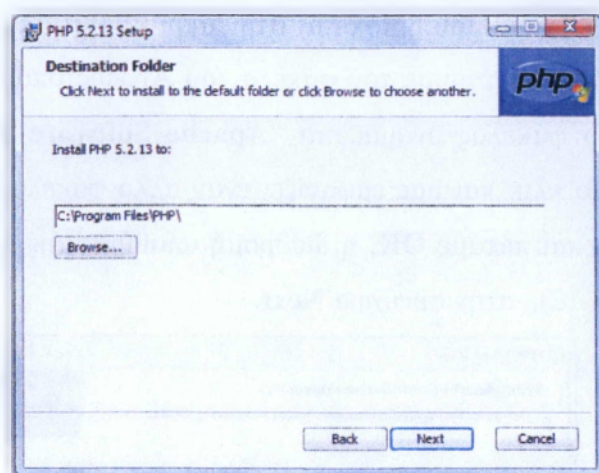 PHP 5.2.13 Setup
Destination Folder
Click Next to install to the default folder or click Browse to choose another.
php
Install PHP 5.2.13 to:
C:\Program Files\PHP\
Browse...
Back
Next
Cancel